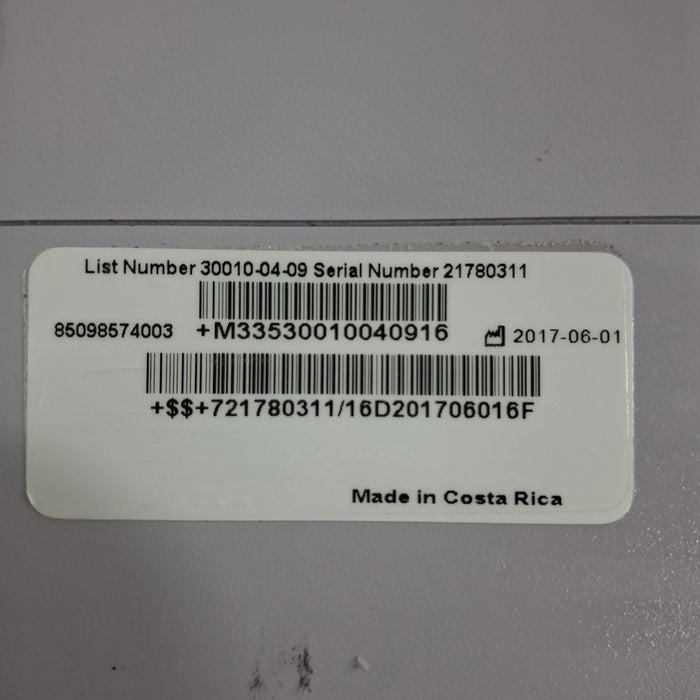 List Number 30010-04-09 Serial Number 21780311
85098574003 +M33530010040916 2017-06-01
+$$+721780311/16D201706016F
Made in Costa Rica